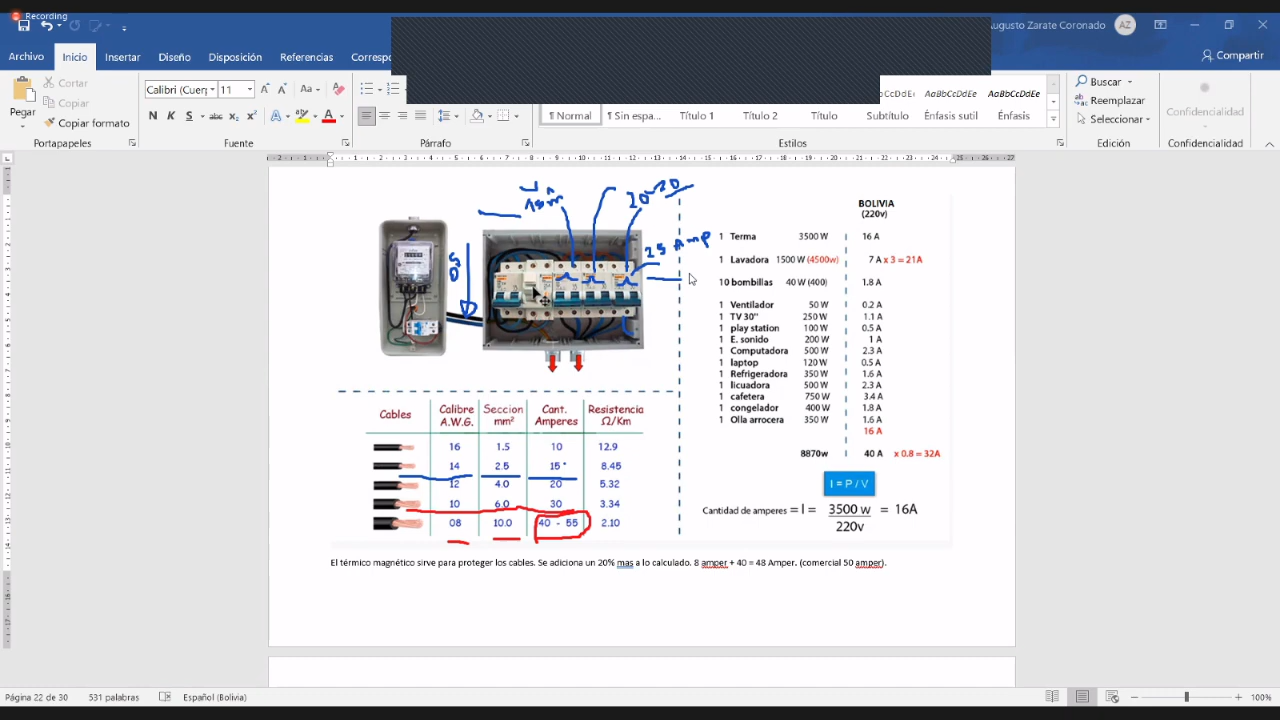 Recording
Augusto Zarate Coronado AZ
Archivo Inicio Insertar Diseño Disposición Referencias Correspo
Compartir
Pegar
Cortar
Copiar
Copiar formato
Portapapeles
Calibri (Cuerp 11
N K S abc x₂ x²
Fuente
Párrafo
AaBbCcDdEe AaBbCcDdEe
¶ Normal ¶ Sin espa... Título 1 Título 2 Título Subtítulo Énfasis sutil Énfasis
Estilos
Buscar
Reemplazar
Seleccionar
Edición
Confidencialidad
Confidencialidad
20-20
25 Amp
50
Cables Calibre A.W.G. Seccion mm² Cant. Amperes Resistencia Ω/Km
16 1.5 10 12.9
14 2.5 15* 8.45
12 4.0 20 5.32
10 6.0 30 3.34
08 10.0 40 - 55 2.10
BOLIVIA
(220v)
1 Terma 3500 W 16 A
1 Lavadora 1500 W (4500w) 7 A x 3 = 21A
10 bombillas 40 W (400) 1.8 A
1 Ventilador 50 W 0.2 A
1 TV 30" 250 W 1.1 A
1 play station 100 W 0.5 A
1 E. sonido 200 W 1 A
1 Computadora 500 W 2.3 A
1 laptop 120 W 0.5 A
1 Refrigeradora 350 W 1.6 A
1 licuadora 500 W 2.3 A
1 cafetera 750 W 3.4 A
1 congelador 400 W 1.8 A
1 Olla arrocera 350 W 1.6 A
16 A
8870w 40 A x 0.8 = 32A
I = P / V
Cantidad de amperes = I = 3500 w / 220v = 16A
El térmico magnético sirve para proteger los cables. Se adiciona un 20% mas a lo calculado. 8 amper + 40 = 48 Amper. (comercial 50 amper).
Página 22 de 30 531 palabras Español (Bolivia) 100%